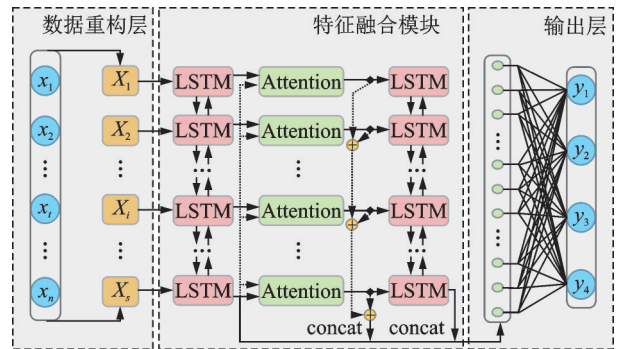 数据重构层 特征融合模块 输出层
x1 X1 LSTM Attention LSTM y1
x2 X2 LSTM Attention LSTM y2
⋮ ⋮ ⋮ ⋮ ⋮ ⋮
xt Xi LSTM Attention LSTM y3
⋮ ⋮ ⋮ ⋮ ⋮
xn Xs LSTM Attention LSTM y4
concat concat